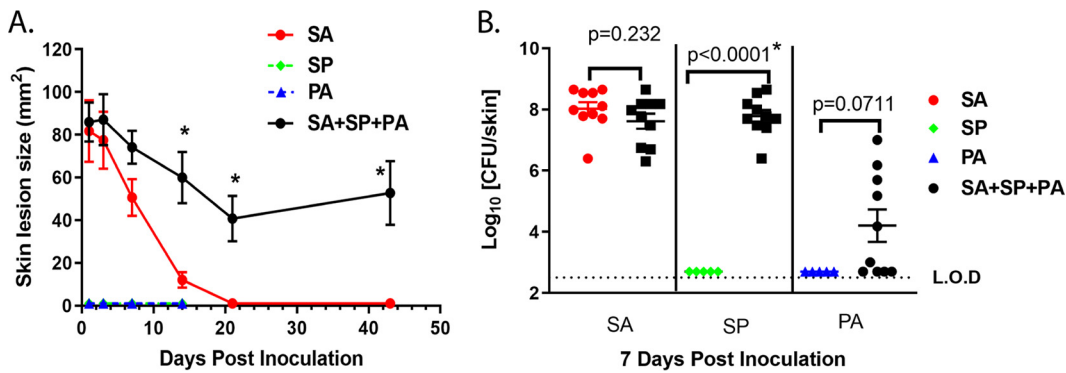 A.
Skin lesion size (mm²)
120
100
80
60
40
20
0
0 10 20 30 40 50
Days Post Inoculation
SA
SP
PA
SA+SP+PA
*
*
*
B.
Log₁₀ [CFU/skin]
10
8
6
4
2
p=0.232
p<0.0001*
p=0.0711
SA
SP
PA
SA+SP+PA
L.O.D
SA SP PA
7 Days Post Inoculation